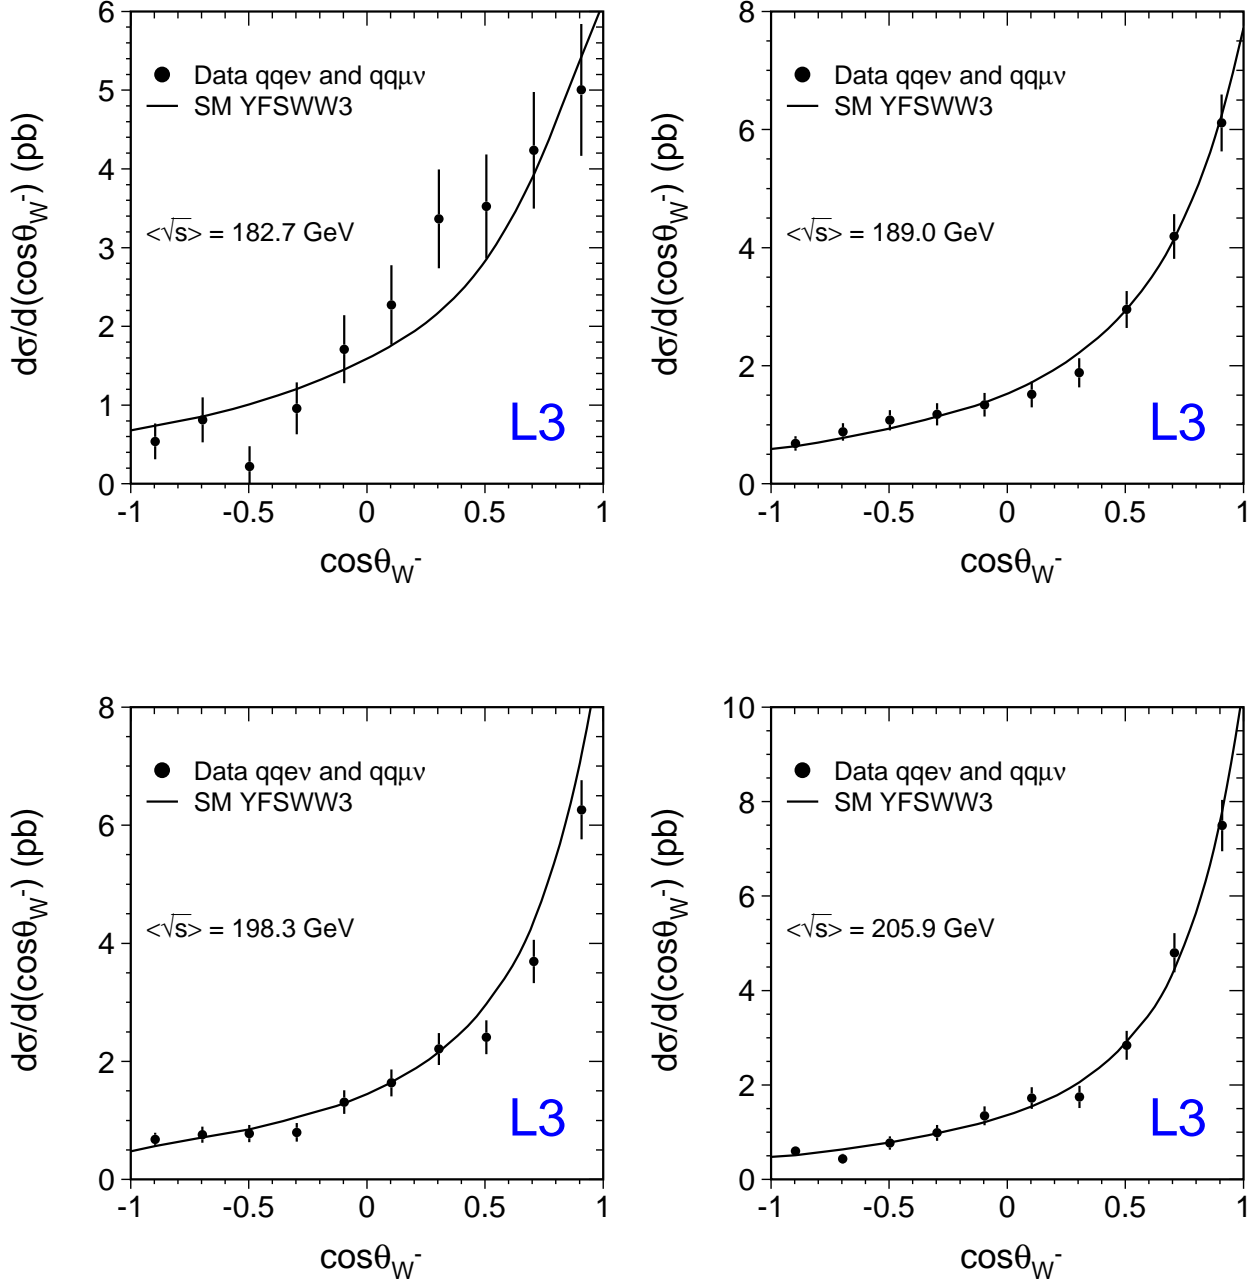 dσ/d(cosθW-) (pb)
6
5
4
3
2
1
0
Data qqeν and qqμν
SM YFSWW3
<√s> = 182.7 GeV
L3
-1 -0.5 0 0.5 1
cosθW-
dσ/d(cosθW-) (pb)
8
6
4
2
0
Data qqeν and qqμν
SM YFSWW3
<√s> = 189.0 GeV
L3
-1 -0.5 0 0.5 1
cosθW-
dσ/d(cosθW-) (pb)
8
6
4
2
0
Data qqeν and qqμν
SM YFSWW3
<√s> = 198.3 GeV
L3
-1 -0.5 0 0.5 1
cosθW-
dσ/d(cosθW-) (pb)
10
8
6
4
2
0
Data qqeν and qqμν
SM YFSWW3
<√s> = 205.9 GeV
L3
-1 -0.5 0 0.5 1
cosθW-